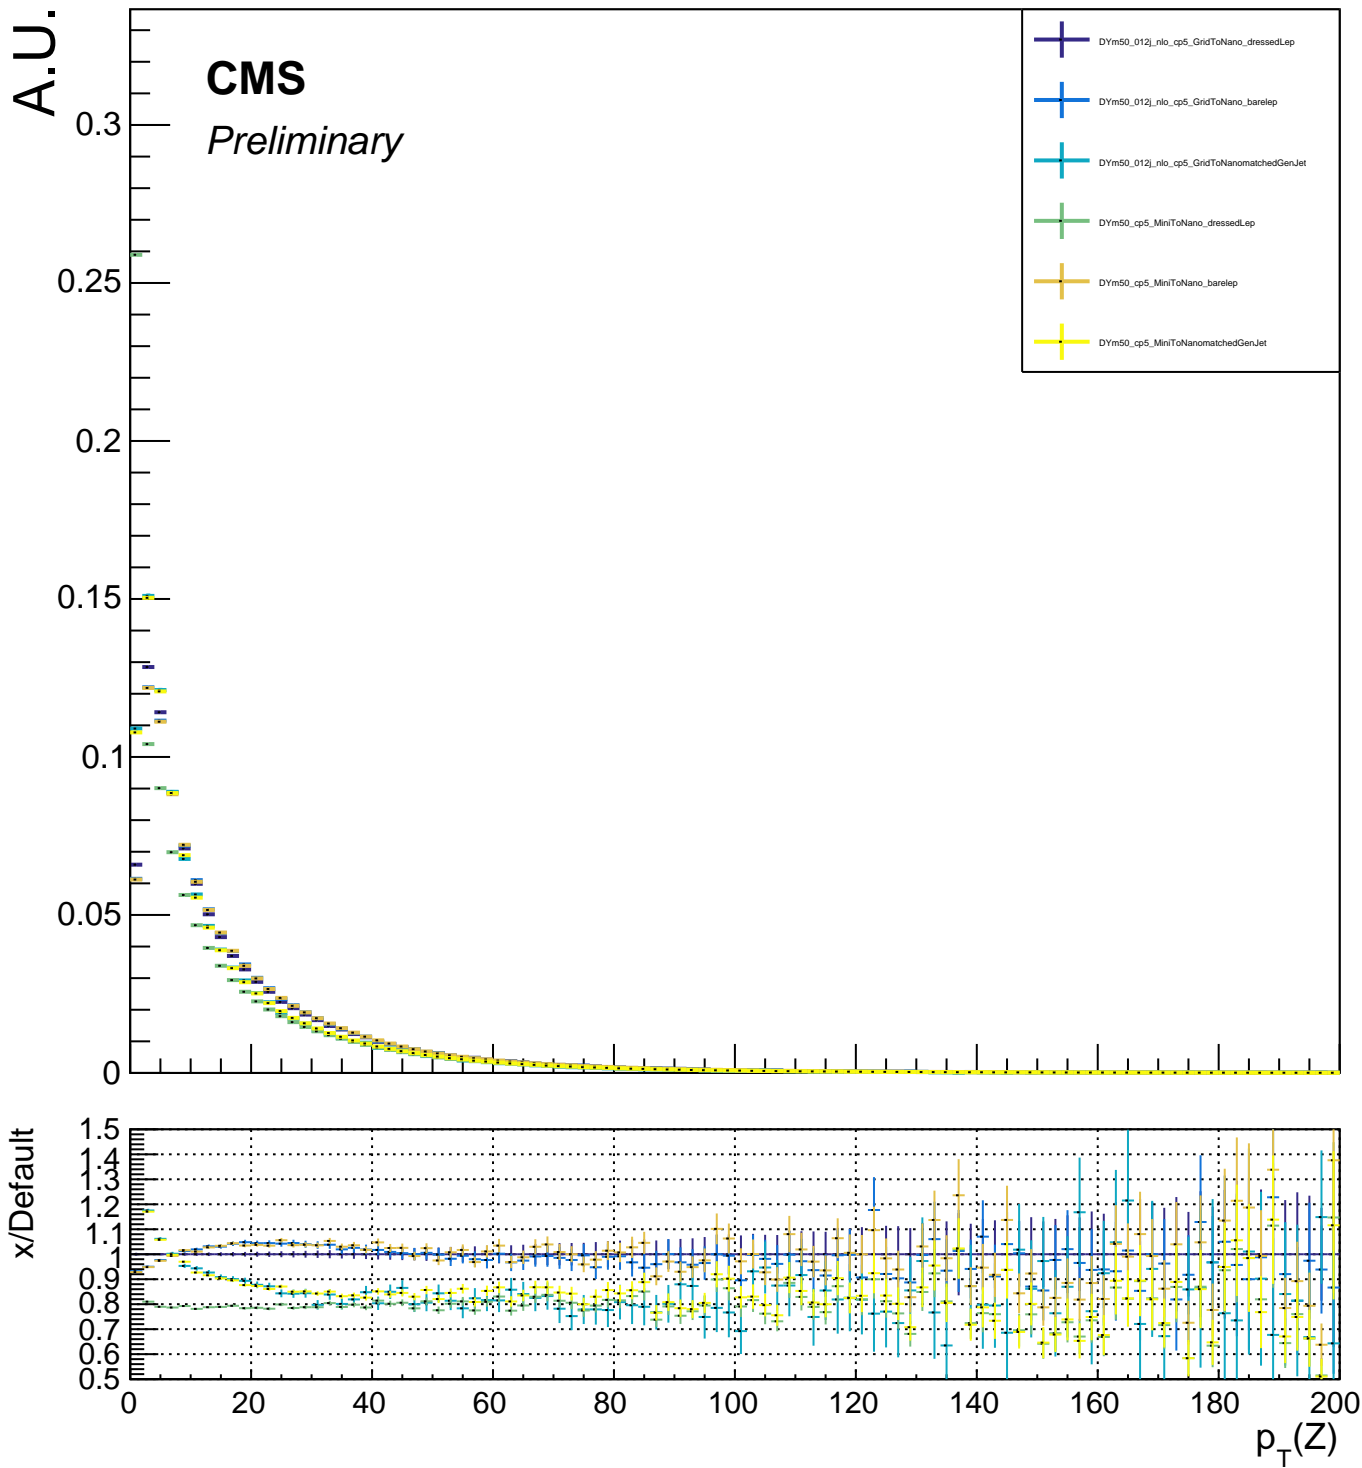 A.U.
CMS
Preliminary
DYm50_012j_nlo_cp5_GridToNano_dressedLep
DYm50_012j_nlo_cp5_GridToNano_barelep
DYm50_012j_nlo_cp5_GridToNanomatchedGenJet
DYm50_cp5_MiniToNano_dressedLep
DYm50_cp5_MiniToNano_barelep
DYm50_cp5_MiniToNanomatchedGenJet
0.3
0.25
0.2
0.15
0.1
0.05
0
x/Default
1.5
1.4
1.3
1.2
1.1
1
0.9
0.8
0.7
0.6
0.5
0 20 40 60 80 100 120 140 160 180 200
p_T(Z)